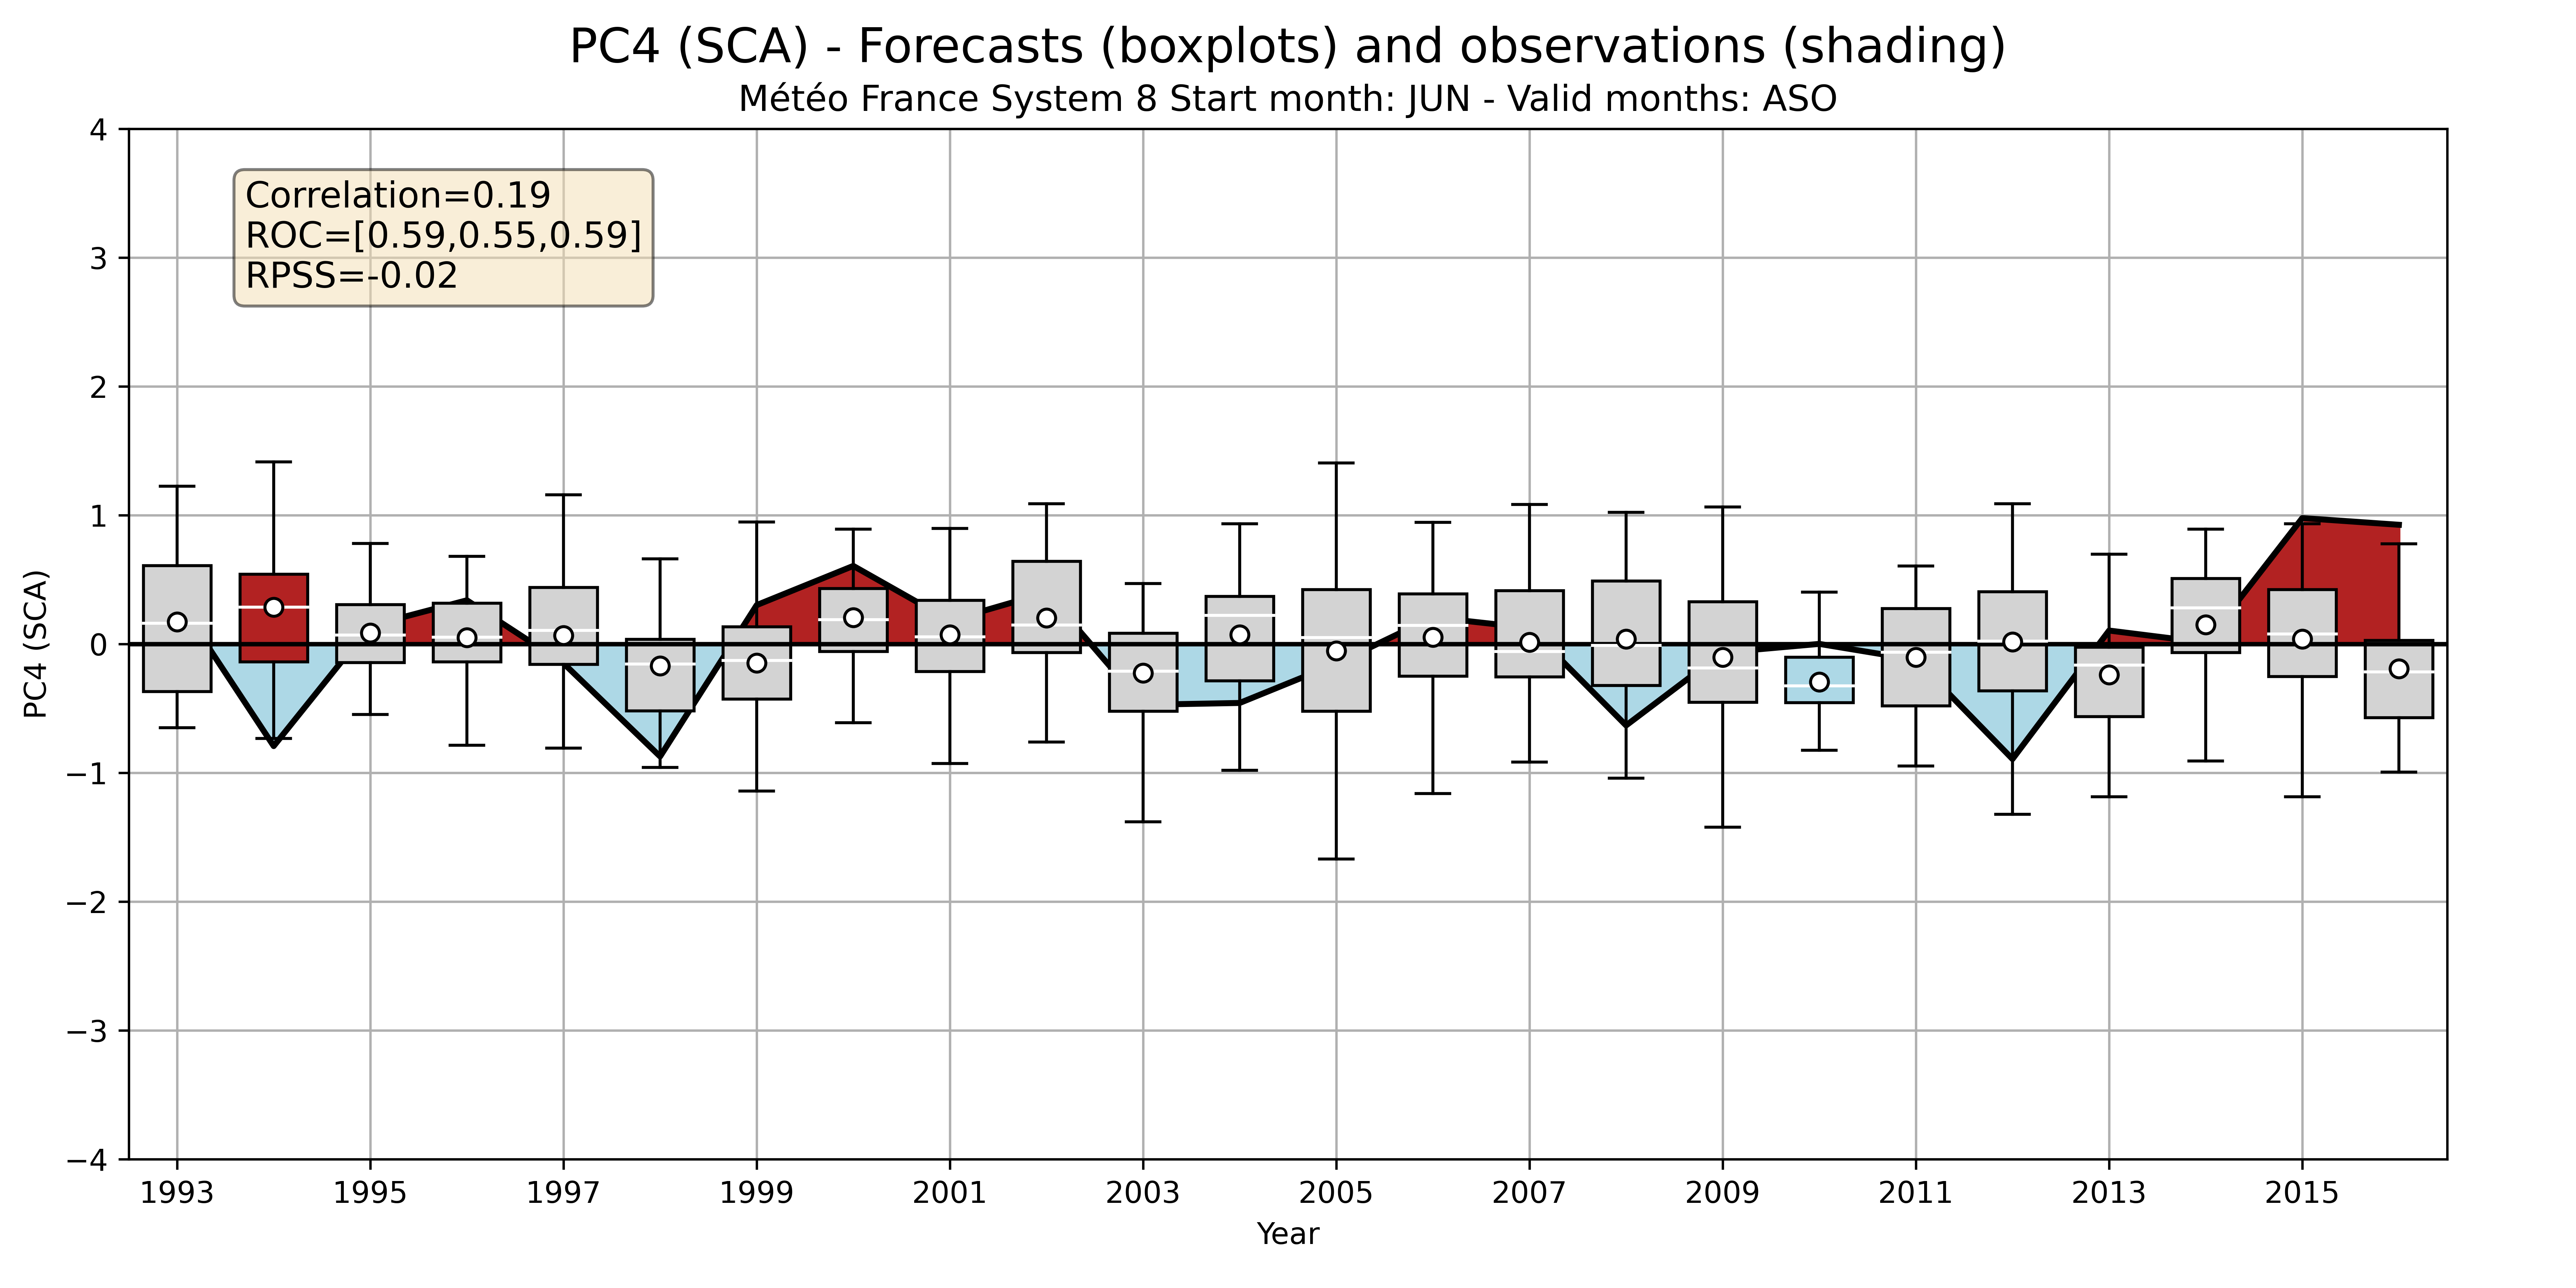 PC4 (SCA) - Forecasts (boxplots) and observations (shading)
Météo France System 8 Start month: JUN - Valid months: ASO
Correlation=0.19
ROC=[0.59,0.55,0.59]
RPSS=-0.02
4
3
2
1
0
−1
−2
−3
−4
PC4 (SCA)
1993 1995 1997 1999 2001 2003 2005 2007 2009 2011 2013 2015
Year